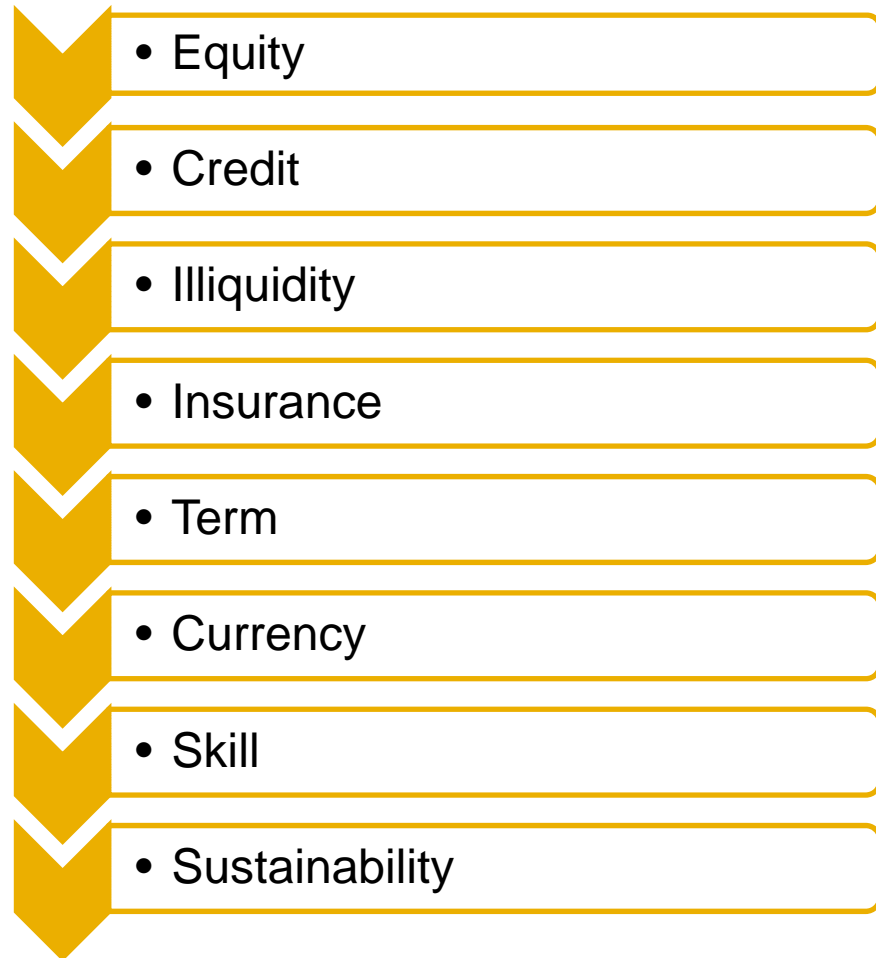 • Equity
• Credit
• Illiquidity
• Insurance
• Term
• Currency
• Skill
• Sustainability